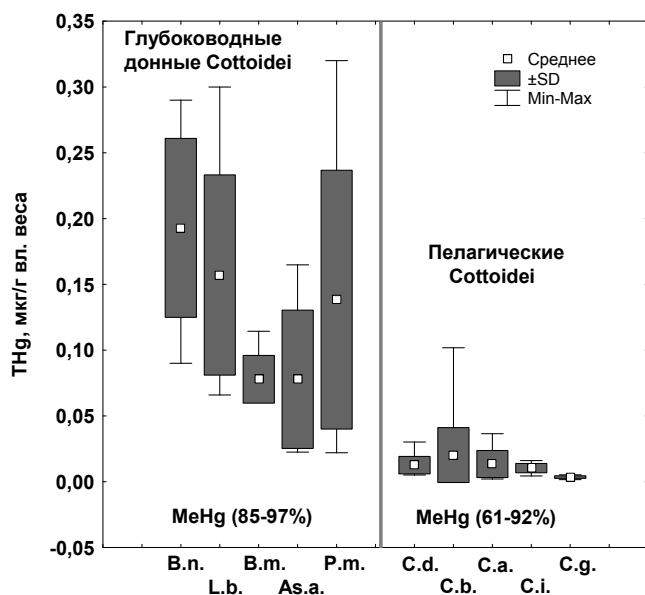 Глубоководные
донные Cottoidei
Среднее
±SD
Min-Max
Пелагические
Cottoidei
THg, мкг/г вл. веса
0,35
0,30
0,25
0,20
0,15
0,10
0,05
0,00
-0,05
MeHg (85-97%)
MeHg (61-92%)
B.n. B.m. P.m. C.d. C.a. C.g.
L.b. As.a. C.b. C.i.